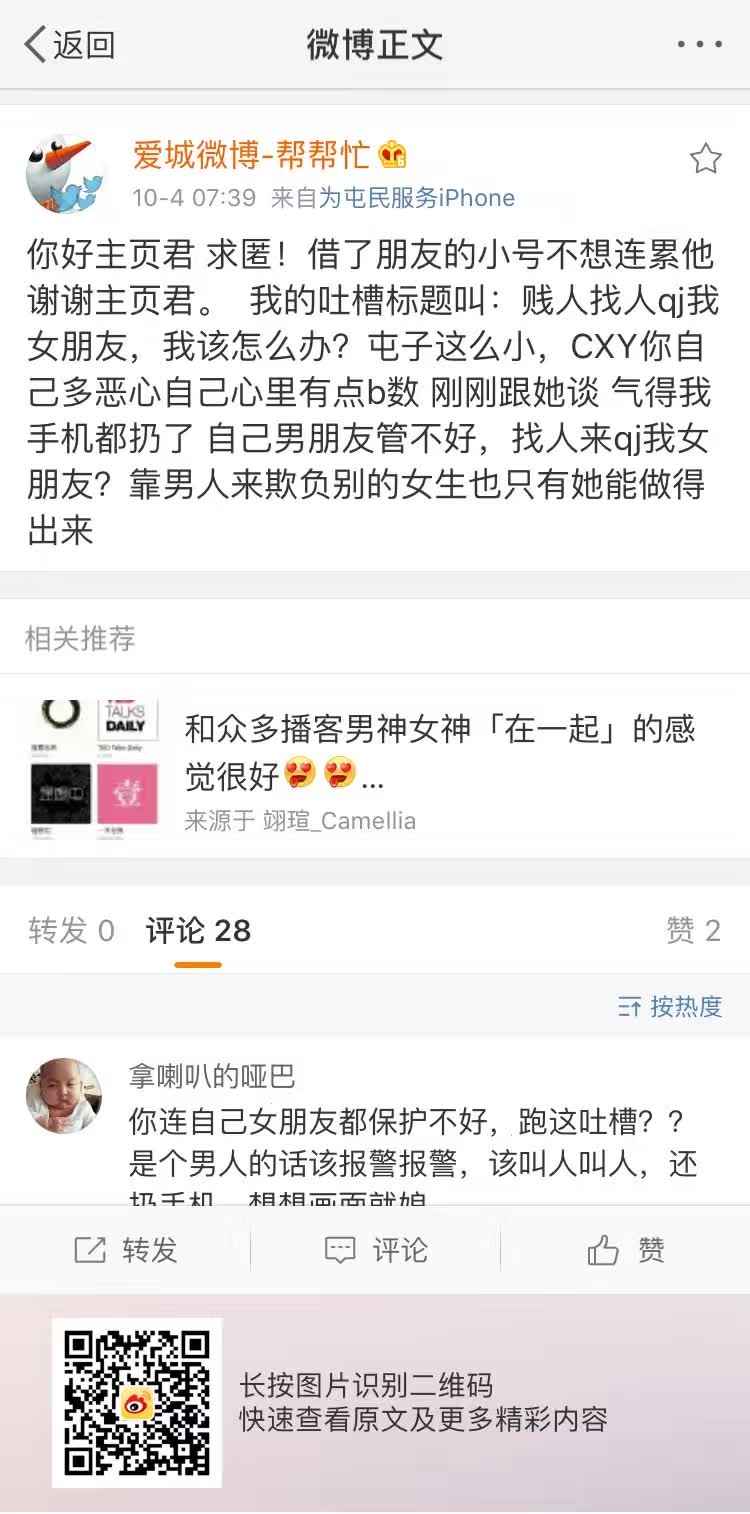 返回
微博正文
爱城微博-帮帮忙
10-4 07:39 来自为屯民服务iPhone
你好主页君 求匿！借了朋友的小号不想连累他
谢谢主页君。 我的吐槽标题叫：贱人找人qj我
女朋友，我该怎么办？屯子这么小，CXY你自
己多恶心自己心里有点b数 刚刚跟她谈 气得我
手机都扔了 自己男朋友管不好，找人来qj我女
朋友？靠男人来欺负别的女生也只有她能做得
出来
相关推荐
TALKS
DAILY
TED Talks Daily
壹
和众多播客男神女神「在一起」的感
觉很好 ...
来源于 翊瑄_Camellia
转发 0 评论 28 赞 2
按热度
拿喇叭的哑巴
你连自己女朋友都保护不好，跑这吐槽？？
是个男人的话该报警报警，该叫人叫人，还
扔手机，想想画面就娘
转发 评论 赞
长按图片识别二维码
快速查看原文及更多精彩内容